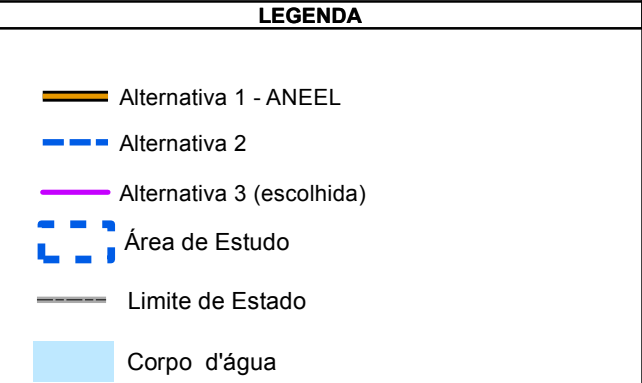 LEGENDA
Alternativa 1 - ANEEL
Alternativa 2
Alternativa 3 (escolhida)
Área de Estudo
Limite de Estado
Corpo d'água